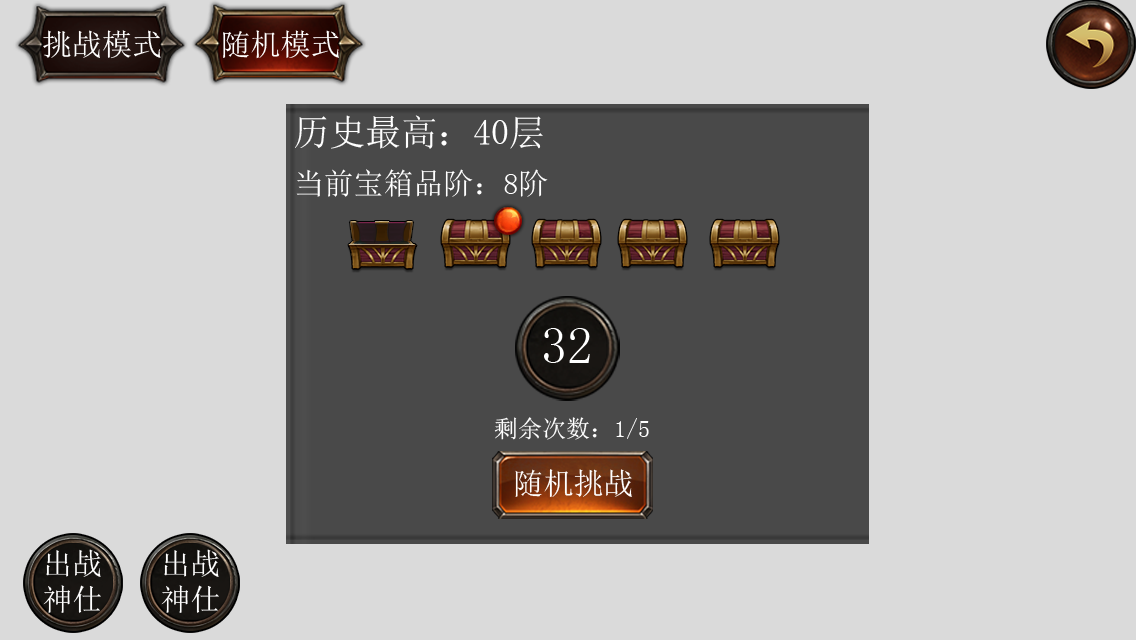 挑战模式
随机模式
历史最高：40层
当前宝箱品阶：8阶
32
剩余次数：1/5
随机挑战
出战
神仕
出战
神仕